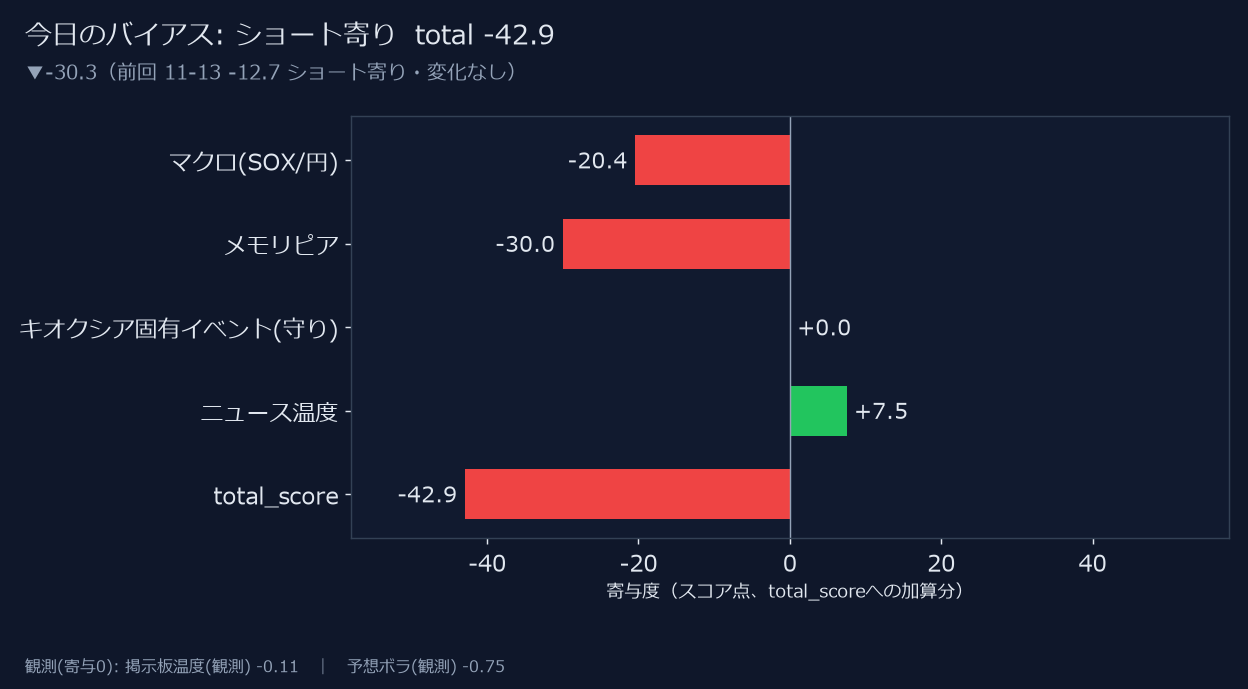 今日のバイアス: ショート寄り  total -42.9
▼-30.3（前回 11-13 -12.7 ショート寄り・変化なし）
マクロ(SOX/円)
-20.4
メモリピア
-30.0
キオクシア固有イベント(守り)
+0.0
ニュース温度
+7.5
total_score
-42.9
-40 -20 0 20 40
寄与度（スコア点、total_scoreへの加算分）
観測(寄与0): 掲示板温度(観測) -0.11 ｜ 予想ボラ(観測) -0.75